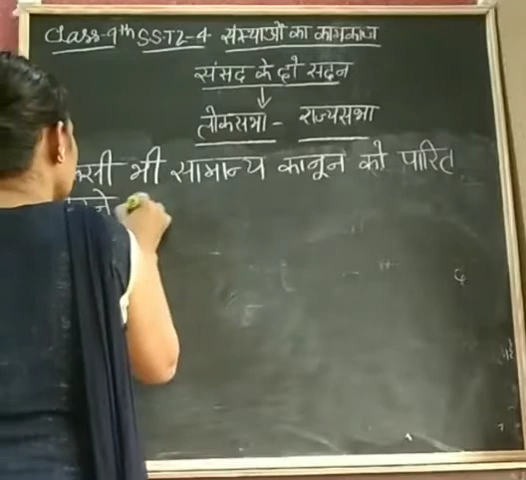 Class-9th SST L-4 संस्थाओं का कामकाज
संसद के दो सदन
↓
लोकसभा - राज्यसभा
भी सामान्य कानून को पारित